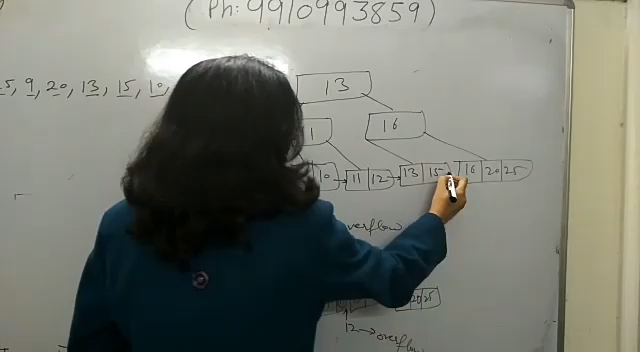 (Ph: 9910993859)
5, 9, 20, 13, 15, 10,
13
1 16
10 11 12 13 15 16 20 25
overflow
20 25
12 → overflow